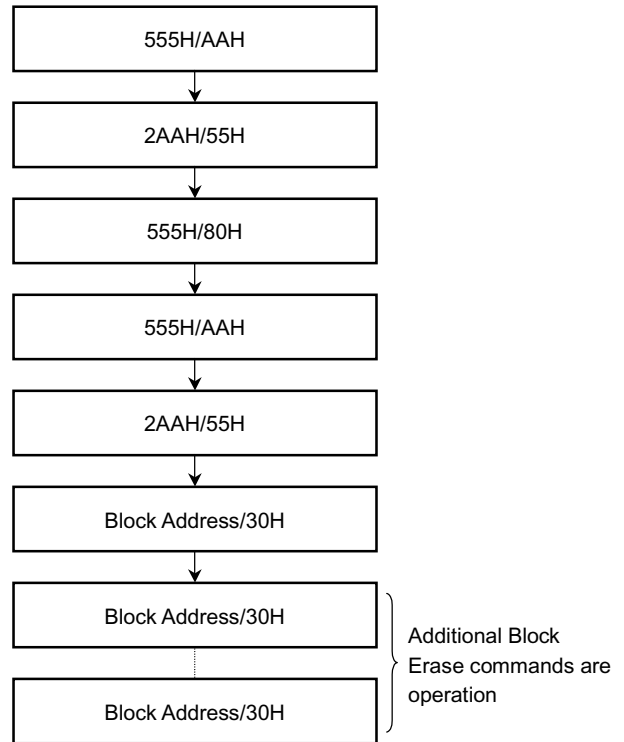 555H/AAH
2AAH/55H
555H/80H
555H/AAH
2AAH/55H
Block Address/30H
Block Address/30H
Additional Block
Erase commands are
operation
Block Address/30H